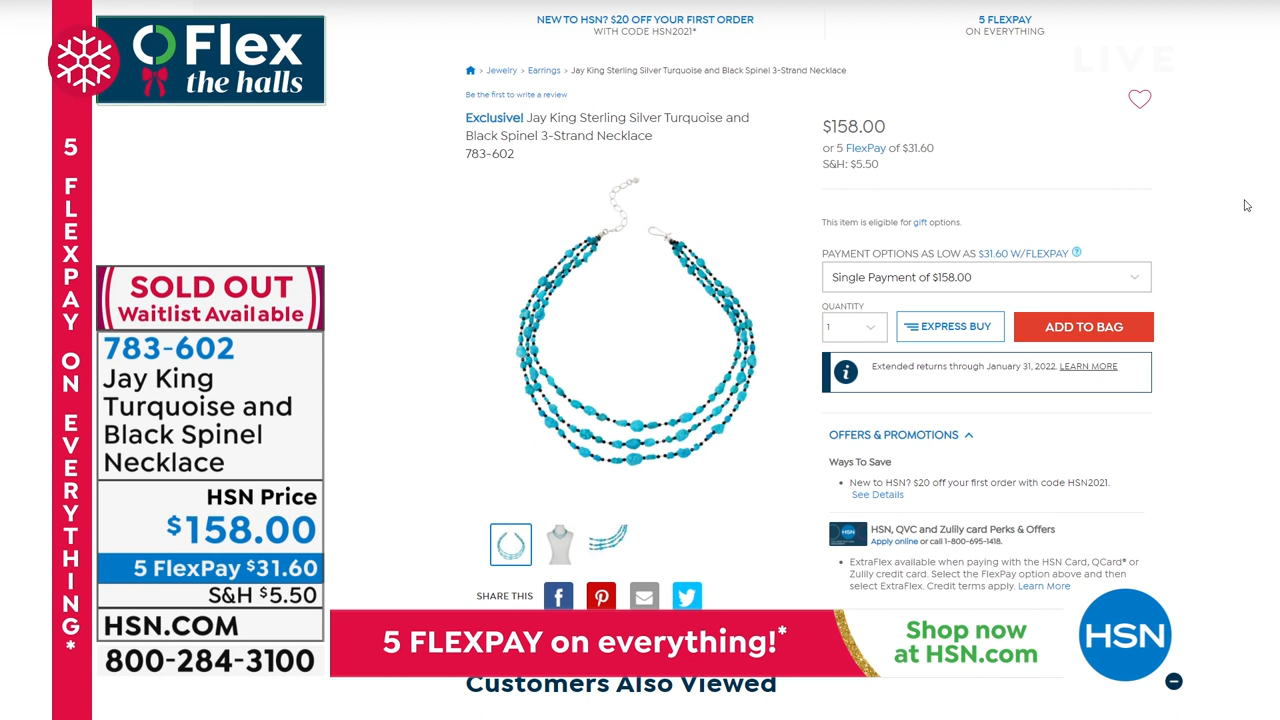 Flex
the halls
5 FLEXPAY ON EVERYTHING*
SOLD OUT
Waitlist Available
783-602
Jay King
Turquoise and
Black Spinel
Necklace
HSN Price
$158.00
5 FlexPay $31.60
S&H $5.50
HSN.COM
800-284-3100
NEW TO HSN? $20 OFF YOUR FIRST ORDER
WITH CODE HSN2021*
5 FLEXPAY
ON EVERYTHING
LIVE
> Jewelry > Earrings > Jay King Sterling Silver Turquoise and Black Spinel 3-Strand Necklace
Be the first to write a review
Exclusive! Jay King Sterling Silver Turquoise and
Black Spinel 3-Strand Necklace
783-602
$158.00
or 5 FlexPay of $31.60
S&H: $5.50
This item is eligible for gift options.
PAYMENT OPTIONS AS LOW AS $31.60 W/FLEXPAY ?
Single Payment of $158.00
QUANTITY
1
EXPRESS BUY
ADD TO BAG
i
Extended returns through January 31, 2022. LEARN MORE
OFFERS & PROMOTIONS
Ways To Save
• New to HSN? $20 off your first order with code HSN2021.
See Details
HSN
HSN, QVC and Zulily card Perks & Offers
Apply online or call 1-800-695-1418.
• ExtraFlex available when paying with the HSN Card, QCard® or
Zulily credit card. Select the FlexPay option above and then
select ExtraFlex. Credit terms apply. Learn More
SHARE THIS
5 FLEXPAY on everything!*
Shop now
at HSN.com
HSN
Customers Also Viewed